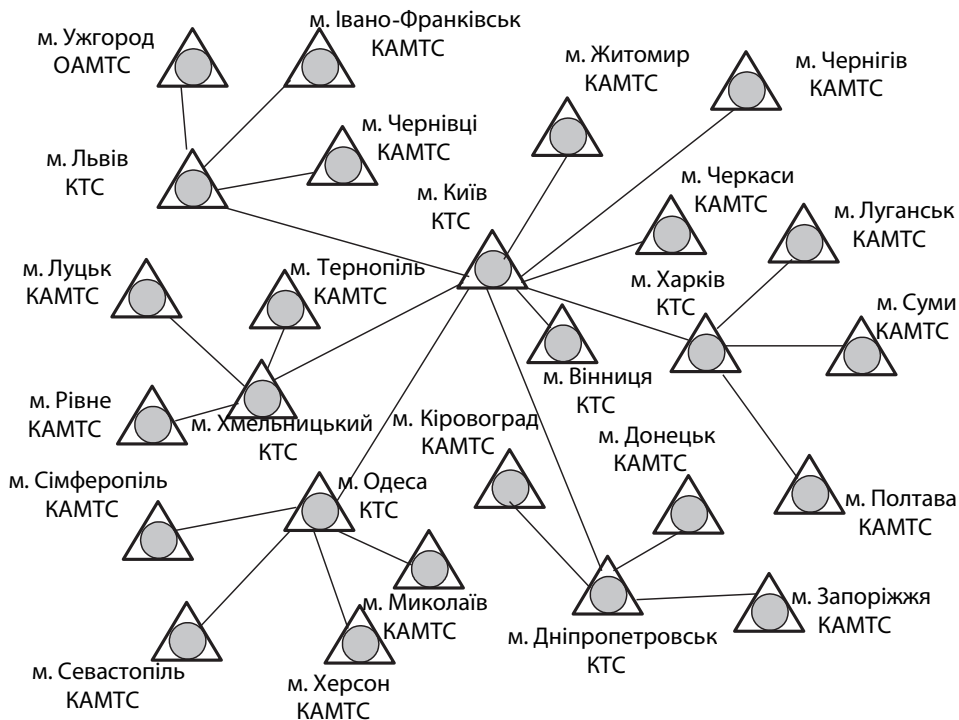 м. Ужгород
ОАМТС
м. Івано-Франківськ
КАМТС
м. Житомир
КАМТС
м. Чернігів
КАМТС
м. Львів
КТС
м. Чернівці
КАМТС
м. Київ
КТС
м. Черкаси
КАМТС
м. Луганськ
КАМТС
м. Луцьк
КАМТС
м. Тернопіль
КАМТС
м. Харків
КТС
м. Суми
КАМТС
м. Вінниця
КТС
м. Рівне
КАМТС
м. Хмельницький
КТС
м. Кіровоград
КАМТС
м. Донецьк
КАМТС
м. Сімферопіль
КАМТС
м. Одеса
КТС
м. Полтава
КАМТС
м. Миколаїв
КАМТС
м. Запоріжжя
КАМТС
м. Дніпропетровськ
КТС
м. Севастопіль
КАМТС
м. Херсон
КАМТС